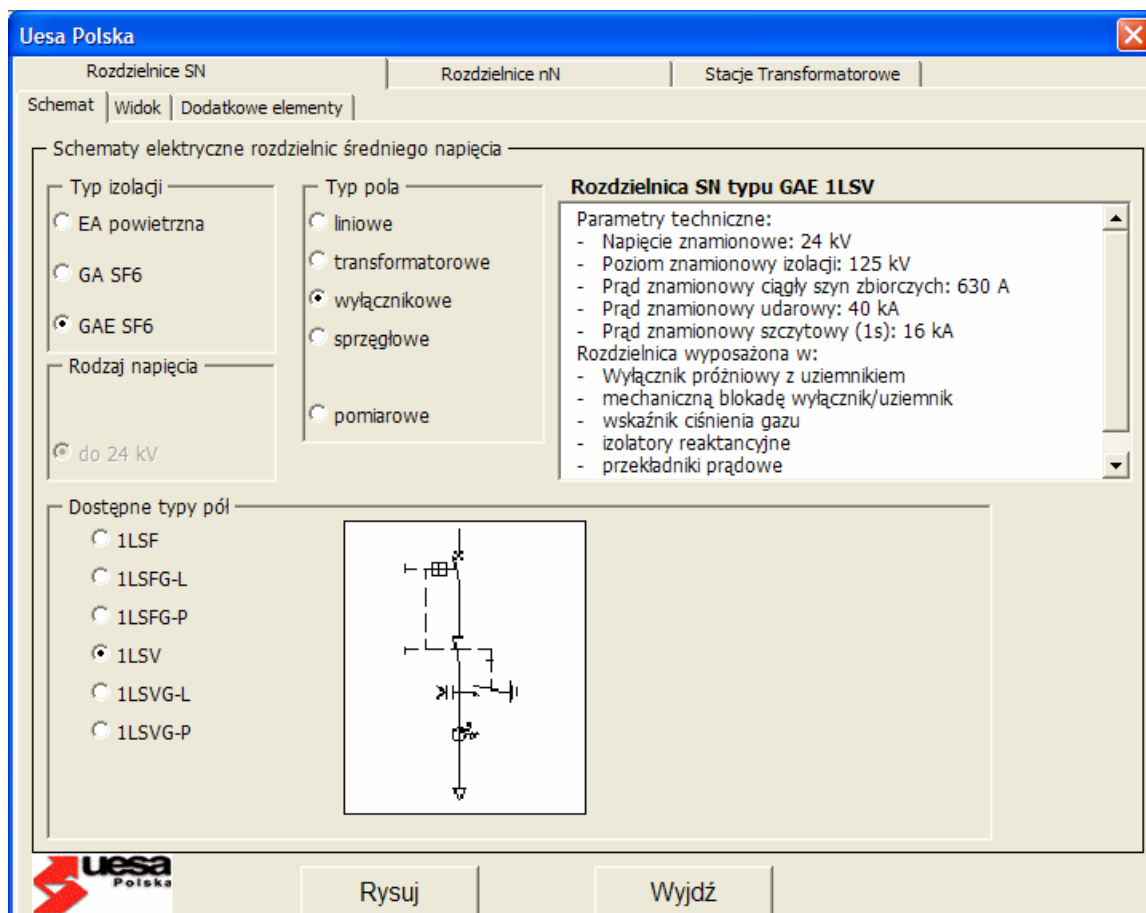 Uesa Polska
Rozdzielnice SN
Rozdzielnice nN
Stacje Transformatorowe
Schemat
Widok
Dodatkowe elementy
Schematy elektryczne rozdzielnic średniego napięcia
Typ izolacji
EA powietrzna
GA SF6
GAE SF6
Rodzaj napięcia
do 24 kV
Typ pola
liniowe
transformatorowe
wyłącznikowe
sprzęgłowe
pomiarowe
Rozdzielnica SN typu GAE 1LSV
Parametry techniczne:
- Napięcie znamionowe: 24 kV
- Poziom znamionowy izolacji: 125 kV
- Prąd znamionowy ciągły szyn zbiorczych: 630 A
- Prąd znamionowy udarowy: 40 kA
- Prąd znamionowy szczytowy (1s): 16 kA
Rozdzielnica wyposażona w:
- Wyłącznik próżniowy z uziemnikiem
- mechaniczną blokadę wyłącznik/uziemnik
- wskaźnik ciśnienia gazu
- izolatory reaktancyjne
- przekładniki prądowe
Dostępne typy pól
1LSF
1LSFG-L
1LSFG-P
1LSV
1LSVG-L
1LSVG-P
uesa
Polska
Rysuj
Wyjdź